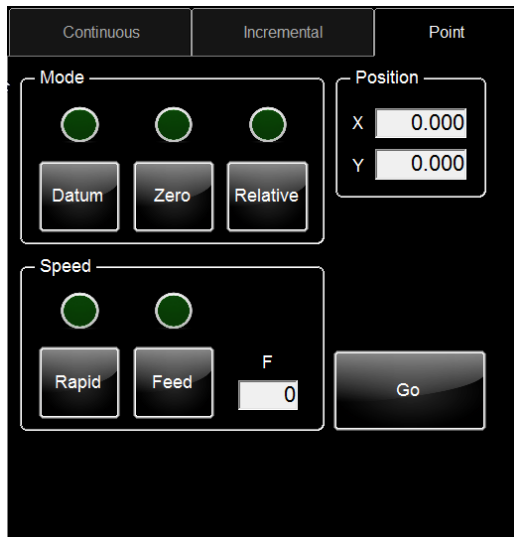 Continuous Incremental Point
Mode
Position
X 0.000
Y 0.000
Datum Zero Relative
Speed
F
0
Rapid Feed
Go